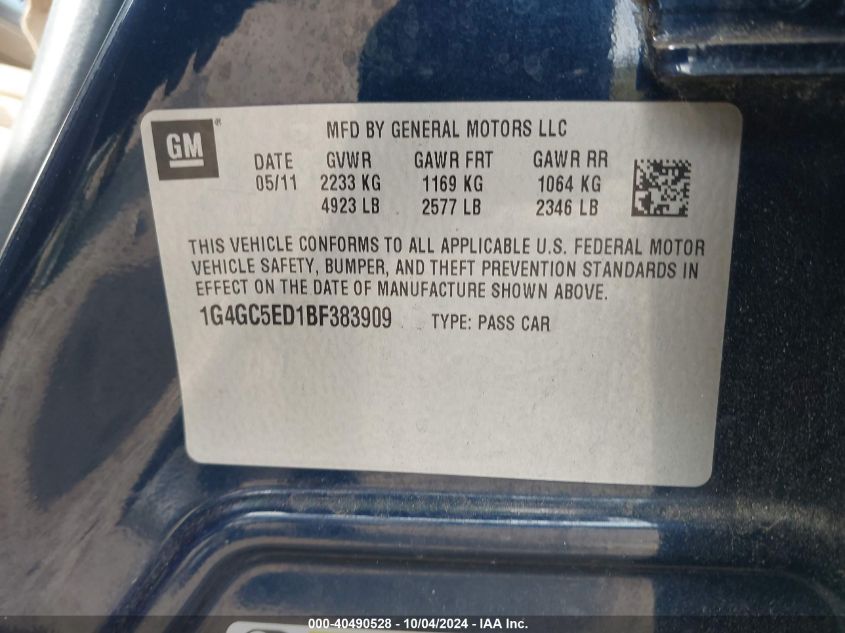 GM
®
MFD BY GENERAL MOTORS LLC
DATE GVWR GAWR FRT GAWR RR
05/11 2233 KG 1169 KG 1064 KG
4923 LB 2577 LB 2346 LB
THIS VEHICLE CONFORMS TO ALL APPLICABLE U.S. FEDERAL MOTOR
VEHICLE SAFETY, BUMPER, AND THEFT PREVENTION STANDARDS IN
EFFECT ON THE DATE OF MANUFACTURE SHOWN ABOVE.
1G4GC5ED1BF383909 TYPE: PASS CAR
000-40490528 - 10/04/2024 - IAA Inc.